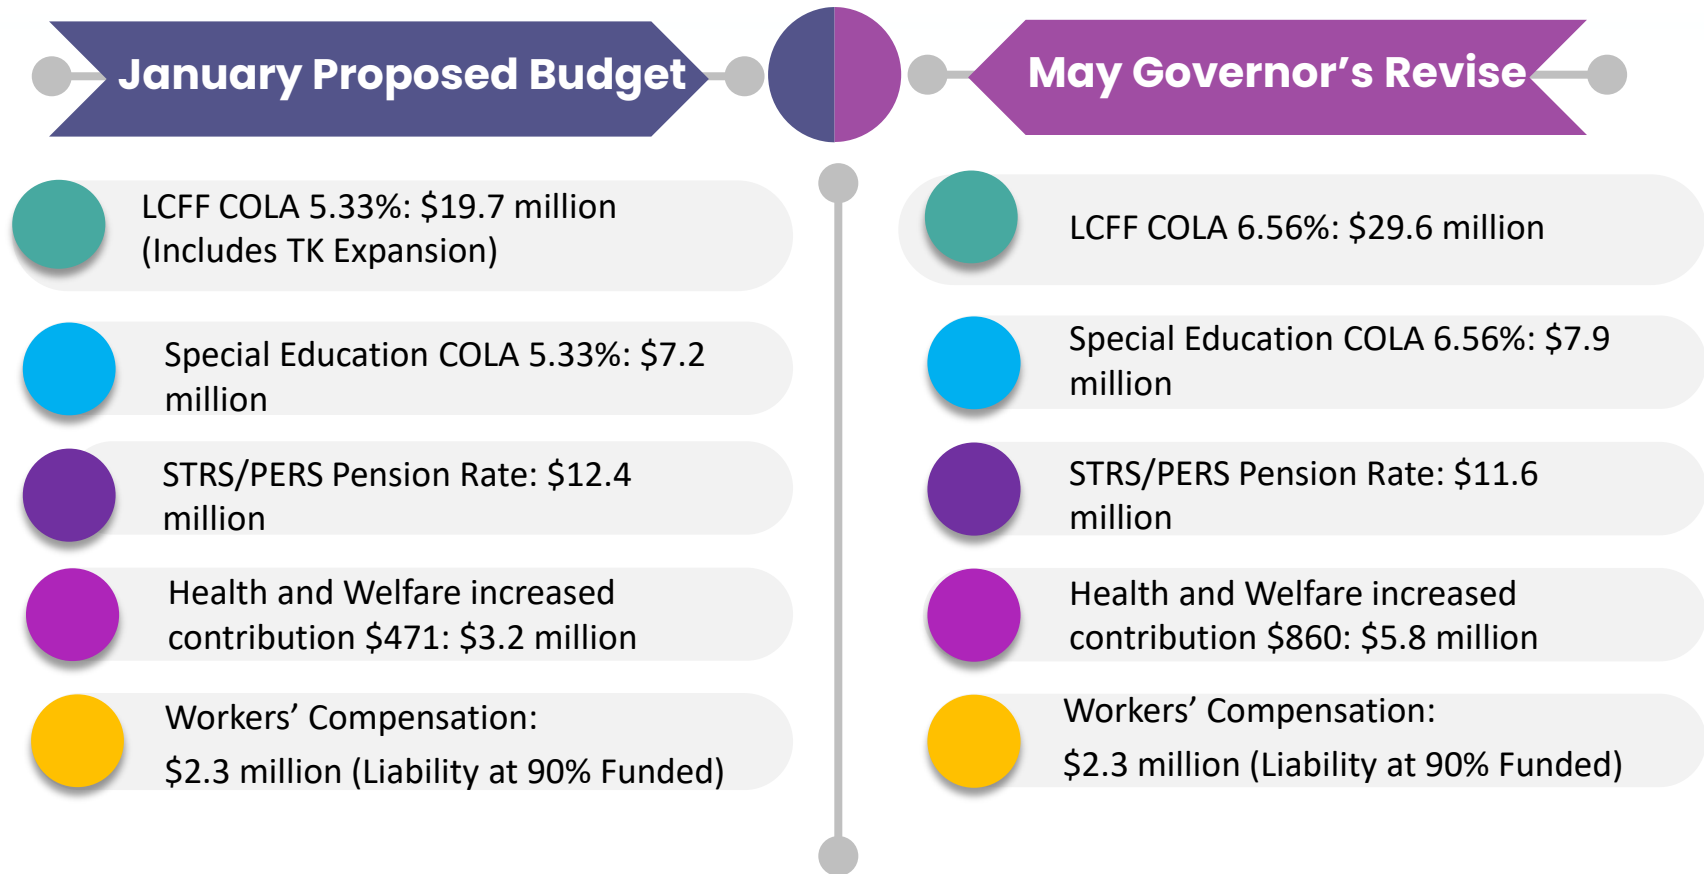 January Proposed Budget
LCFF COLA 5.33%: $19.7 million
(Includes TK Expansion)
Special Education COLA 5.33%: $7.2
million
STRS/PERS Pension Rate: $12.4
million
Health and Welfare increased
contribution $471: $3.2 million
Workers’ Compensation:
$2.3 million (Liability at 90% Funded)
May Governor’s Revise
LCFF COLA 6.56%: $29.6 million
Special Education COLA 6.56%: $7.9
million
STRS/PERS Pension Rate: $11.6
million
Health and Welfare increased
contribution $860: $5.8 million
Workers’ Compensation:
$2.3 million (Liability at 90% Funded)